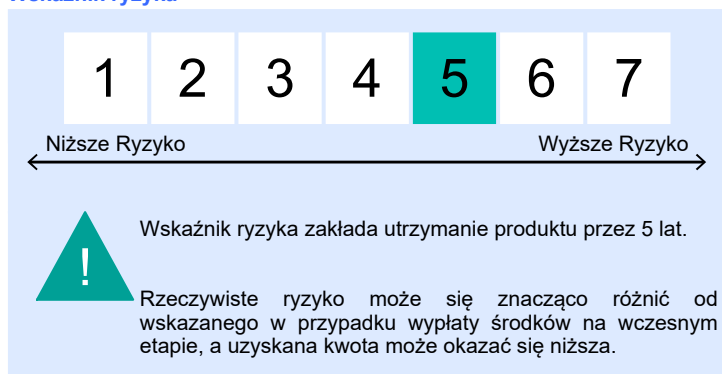 1 2 3 4 5 6 7
Niższe Ryzyko Wyższe Ryzyko
Wskaźnik ryzyka zakłada utrzymanie produktu przez 5 lat.
!
Rzeczywiste ryzyko może się znacząco różnić od
wskazanego w przypadku wypłaty środków na wczesnym
etapie, a uzyskana kwota może okazać się niższa.